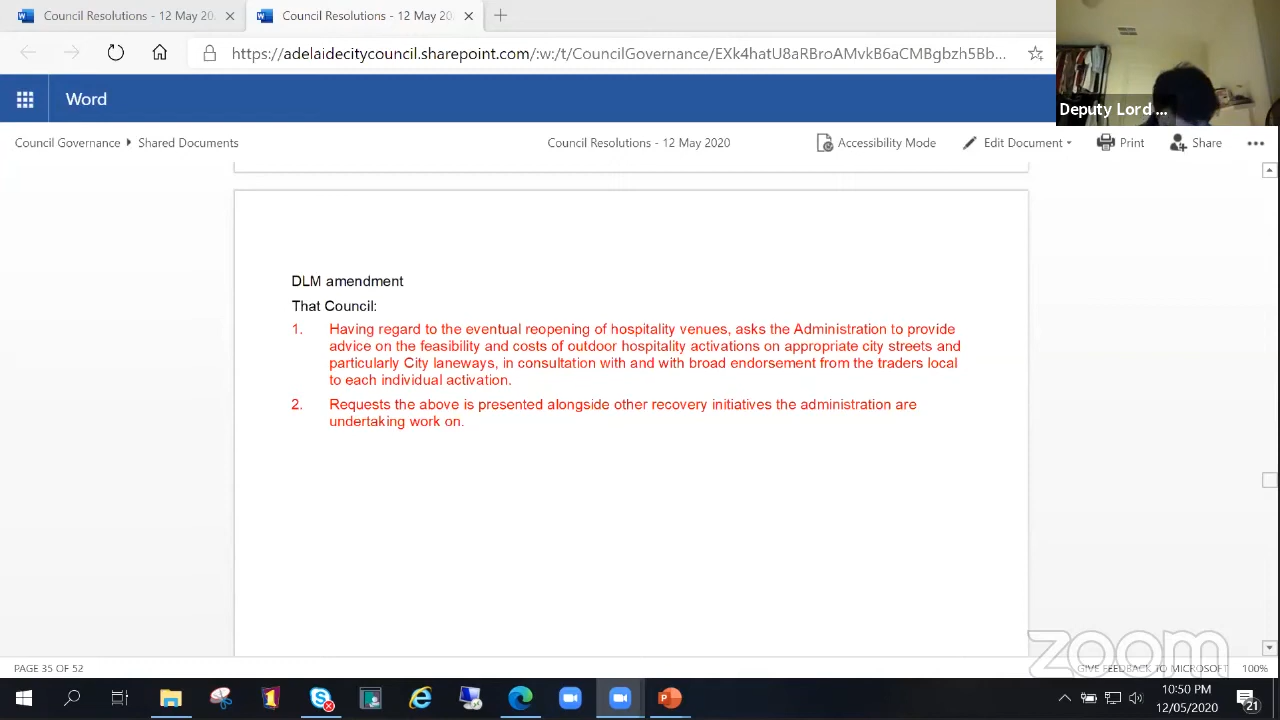 Council Resolutions - 12 May 202
Council Resolutions - 12 May 202
https://adelaidecitycouncil.sharepoint.com/:w:/t/CouncilGovernance/EXk4hatU8aRBroAMvkB6aCMBgbzh5Bb...
Word
Deputy Lord ...
Council Governance
Shared Documents
Council Resolutions - 12 May 2020
Accessibility Mode
Edit Document
Print
Share
DLM amendment
That Council:
1. Having regard to the eventual reopening of hospitality venues, asks the Administration to provide
advice on the feasibility and costs of outdoor hospitality activations on appropriate city streets and
particularly City laneways, in consultation with and with broad endorsement from the traders local
to each individual activation.
2. Requests the above is presented alongside other recovery initiatives the administration are
undertaking work on.
zoom
PAGE 35 OF 52
GIVE FEEDBACK TO MICROSOFT
100%
10:50 PM
12/05/2020
21